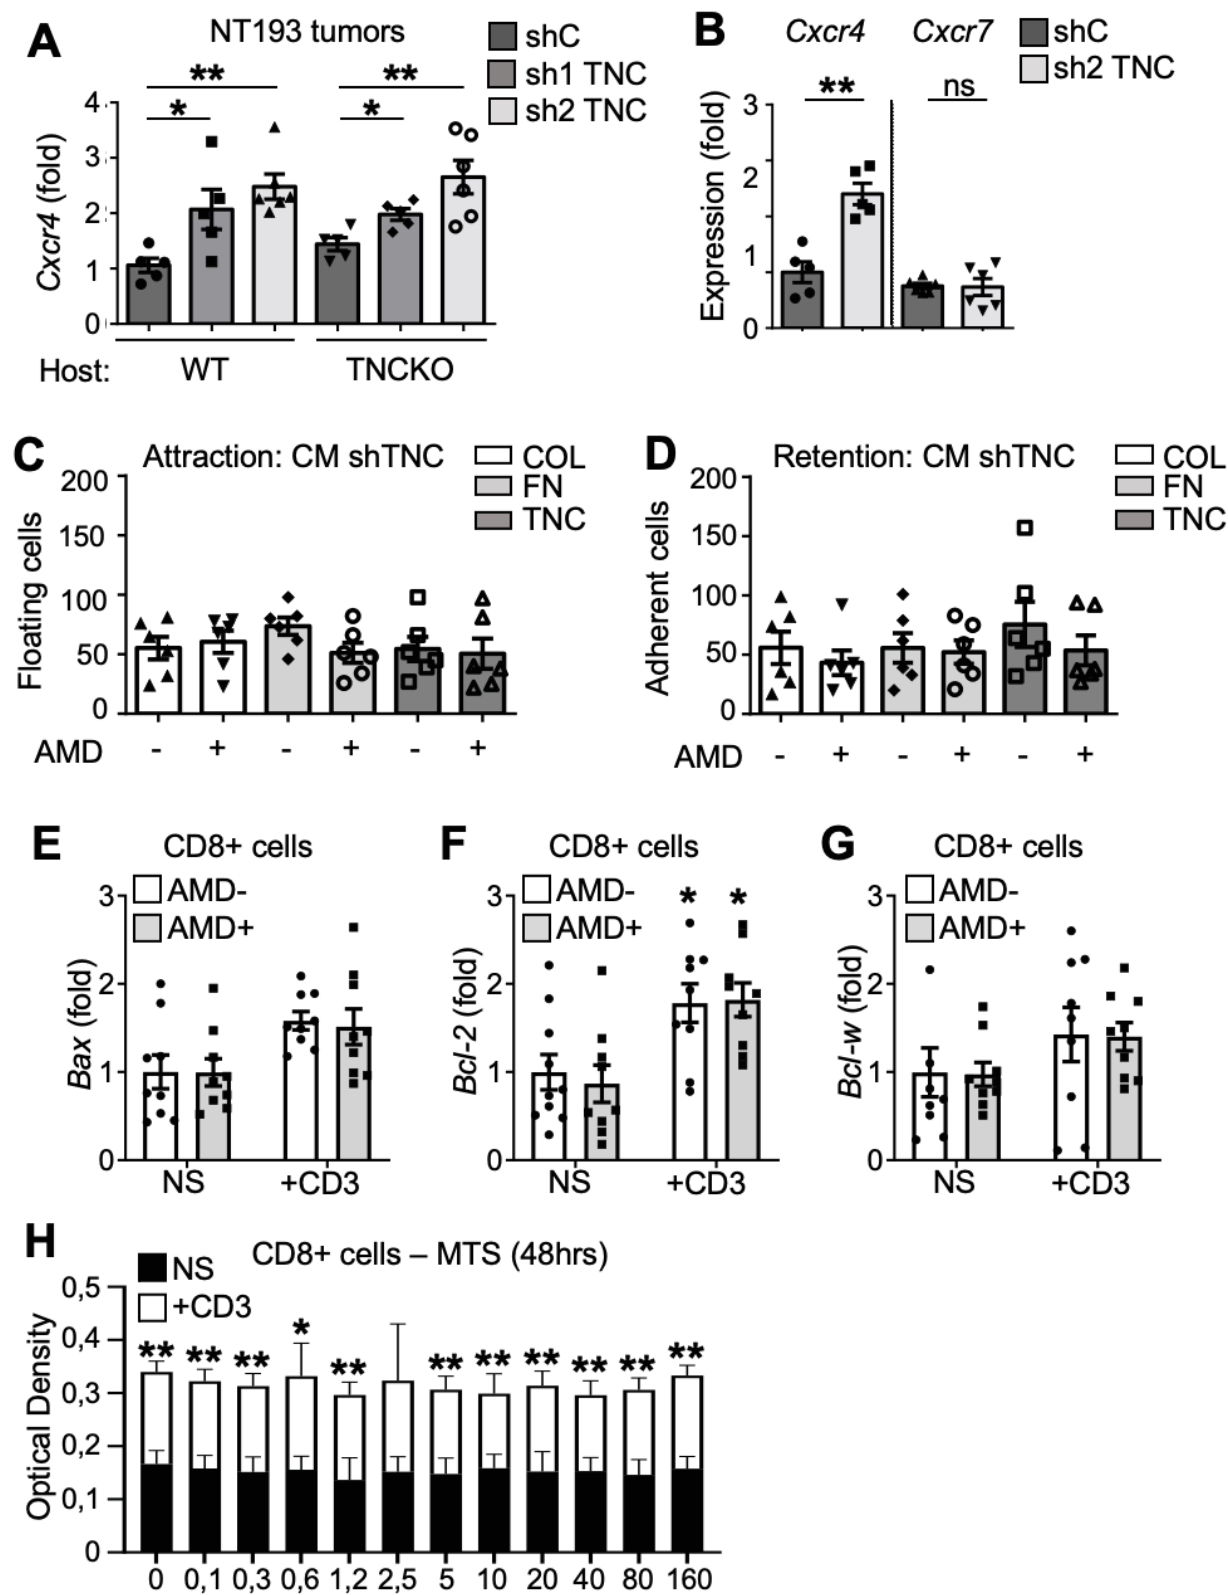 A
NT193 tumors
shC
sh1 TNC
sh2 TNC
**
**
*
*
Cxcr4 (fold)
4
3
2
1
0
Host:
WT
TNCKO
B
Cxcr4
Cxcr7
shC
sh2 TNC
**
ns
Expression (fold)
3
2
1
0
C
Attraction: CM shTNC
COL
FN
TNC
Floating cells
200
150
100
50
0
AMD - + - + - +
D
Retention: CM shTNC
COL
FN
TNC
Adherent cells
200
150
100
50
0
AMD - + - + - +
E
CD8+ cells
AMD-
AMD+
Bax (fold)
3
2
1
0
NS +CD3
F
CD8+ cells
AMD-
AMD+
* *
Bcl-2 (fold)
3
2
1
0
NS +CD3
G
CD8+ cells
AMD-
AMD+
Bcl-w (fold)
3
2
1
0
NS +CD3
H
CD8+ cells – MTS (48hrs)
NS
+CD3
** ** ** * ** ** ** ** ** ** **
Optical Density
0,5
0,4
0,3
0,2
0,1
0
0 0,1 0,3 0,6 1,2 2,5 5 10 20 40 80 160